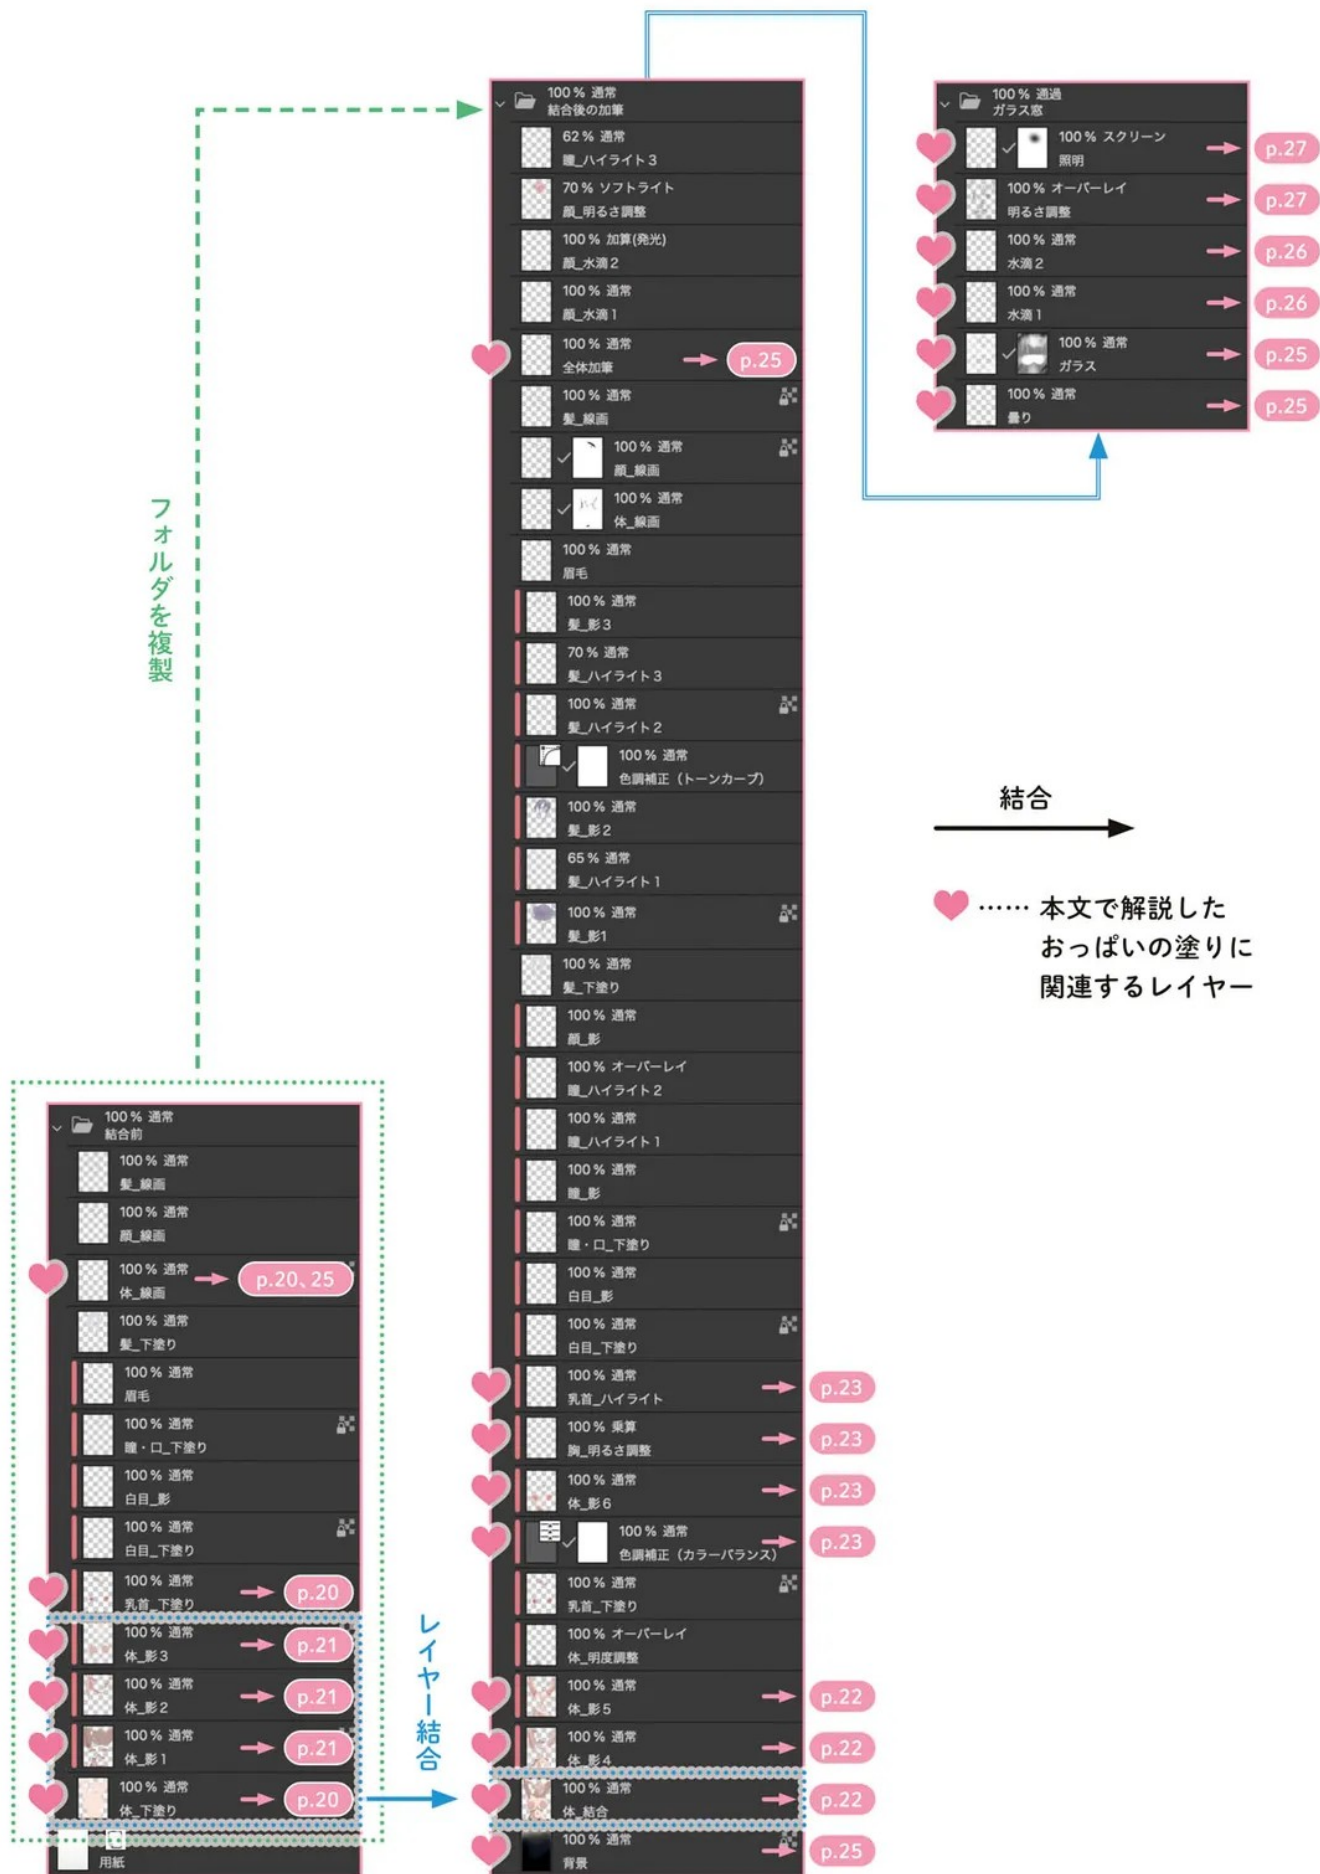 フォルダを複製
100 % 通常
結合前
100 % 通常
髪_線画
100 % 通常
顔_線画
100 % 通常
体_線画
p.20、25
100 % 通常
髪_下塗り
100 % 通常
眉毛
100 % 通常
瞳・口_下塗り
100 % 通常
白目_影
100 % 通常
白目_下塗り
100 % 通常
乳首_下塗り
p.20
100 % 通常
体_影３
p.21
100 % 通常
体_影２
p.21
100 % 通常
体_影１
p.21
100 % 通常
体_下塗り
p.20
用紙
レイヤー結合
100 % 通常
結合後の加筆
62 % 通常
瞳_ハイライト３
70 % ソフトライト
顔_明るさ調整
100 % 加算(発光)
顔_水滴２
100 % 通常
顔_水滴１
100 % 通常
全体加筆
p.25
100 % 通常
髪_線画
100 % 通常
顔_線画
100 % 通常
体_線画
100 % 通常
眉毛
100 % 通常
髪_影３
70 % 通常
髪_ハイライト３
100 % 通常
髪_ハイライト２
100 % 通常
色調補正（トーンカーブ）
100 % 通常
髪_影２
65 % 通常
髪_ハイライト１
100 % 通常
髪_影1
100 % 通常
髪_下塗り
100 % 通常
顔_影
100 % オーバーレイ
瞳_ハイライト２
100 % 通常
瞳_ハイライト１
100 % 通常
瞳_影
100 % 通常
瞳・口_下塗り
100 % 通常
白目_影
100 % 通常
白目_下塗り
100 % 通常
乳首_ハイライト
p.23
100 % 乗算
胸_明るさ調整
p.23
100 % 通常
体_影６
p.23
100 % 通常
色調補正（カラーバランス）
p.23
100 % 通常
乳首_下塗り
100 % オーバーレイ
体_明度調整
100 % 通常
体_影５
p.22
100 % 通常
体_影４
p.22
100 % 通常
体_結合
p.22
100 % 通常
背景
p.25
100 % 通過
ガラス窓
100 % スクリーン
照明
p.27
100 % オーバーレイ
明るさ調整
p.27
100 % 通常
水滴２
p.26
100 % 通常
水滴１
p.26
100 % 通常
ガラス
p.25
100 % 通常
曇り
p.25
結合
…… 本文で解説した
おっぱいの塗りに
関連するレイヤー